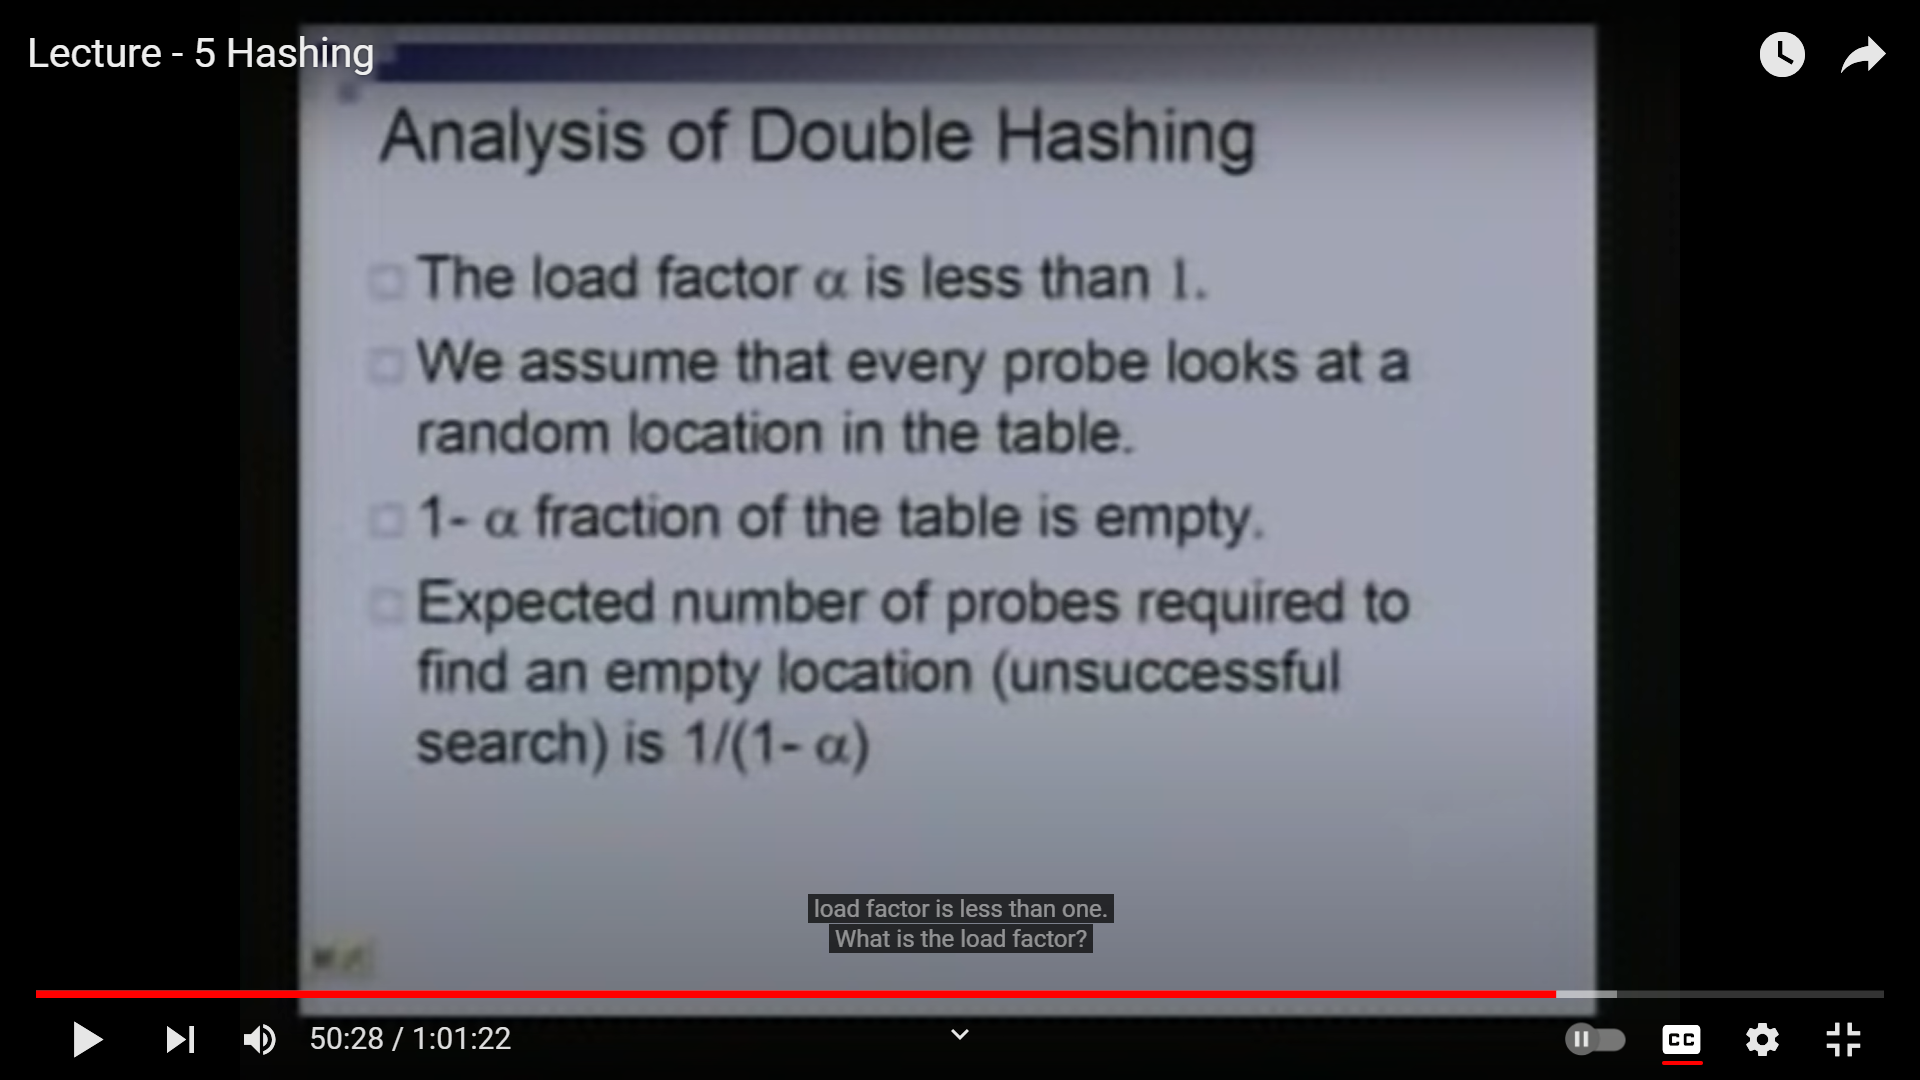 Lecture - 5 Hashing
Analysis of Double Hashing
The load factor α is less than 1.
We assume that every probe looks at a
random location in the table.
1- α fraction of the table is empty.
Expected number of probes required to
find an empty location (unsuccessful
search) is 1/(1- α)
load factor is less than one.
What is the load factor?
50:28 / 1:01:22
CC